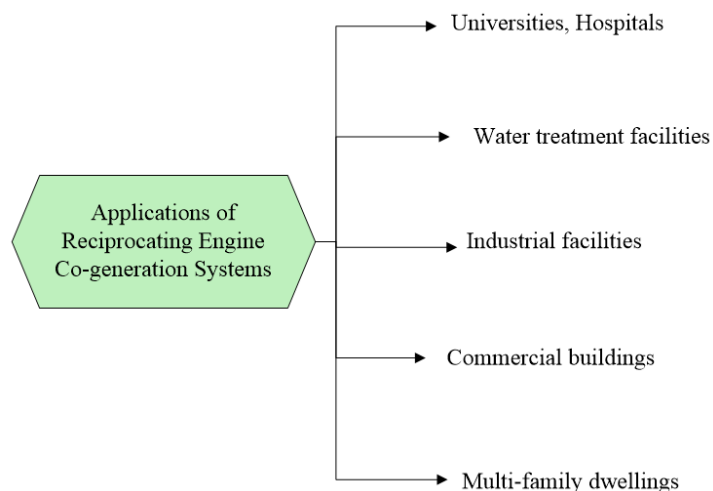 Universities, Hospitals
Water treatment facilities
Applications of
Reciprocating Engine
Co-generation Systems
Industrial facilities
Commercial buildings
Multi-family dwellings